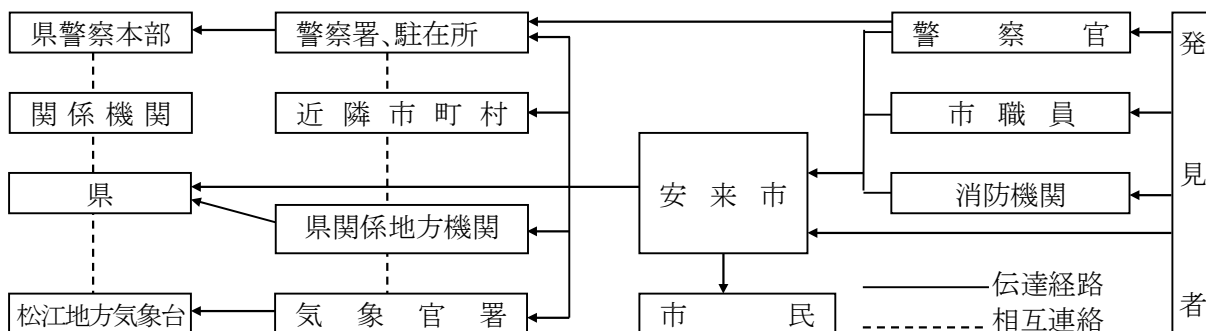 県警察本部
警察署、駐在所
警察官
発見者
関係機関
近隣市町村
市職員
安来市
県
消防機関
県関係地方機関
伝達経路
松江地方気象台
気象官署
市民
相互連絡